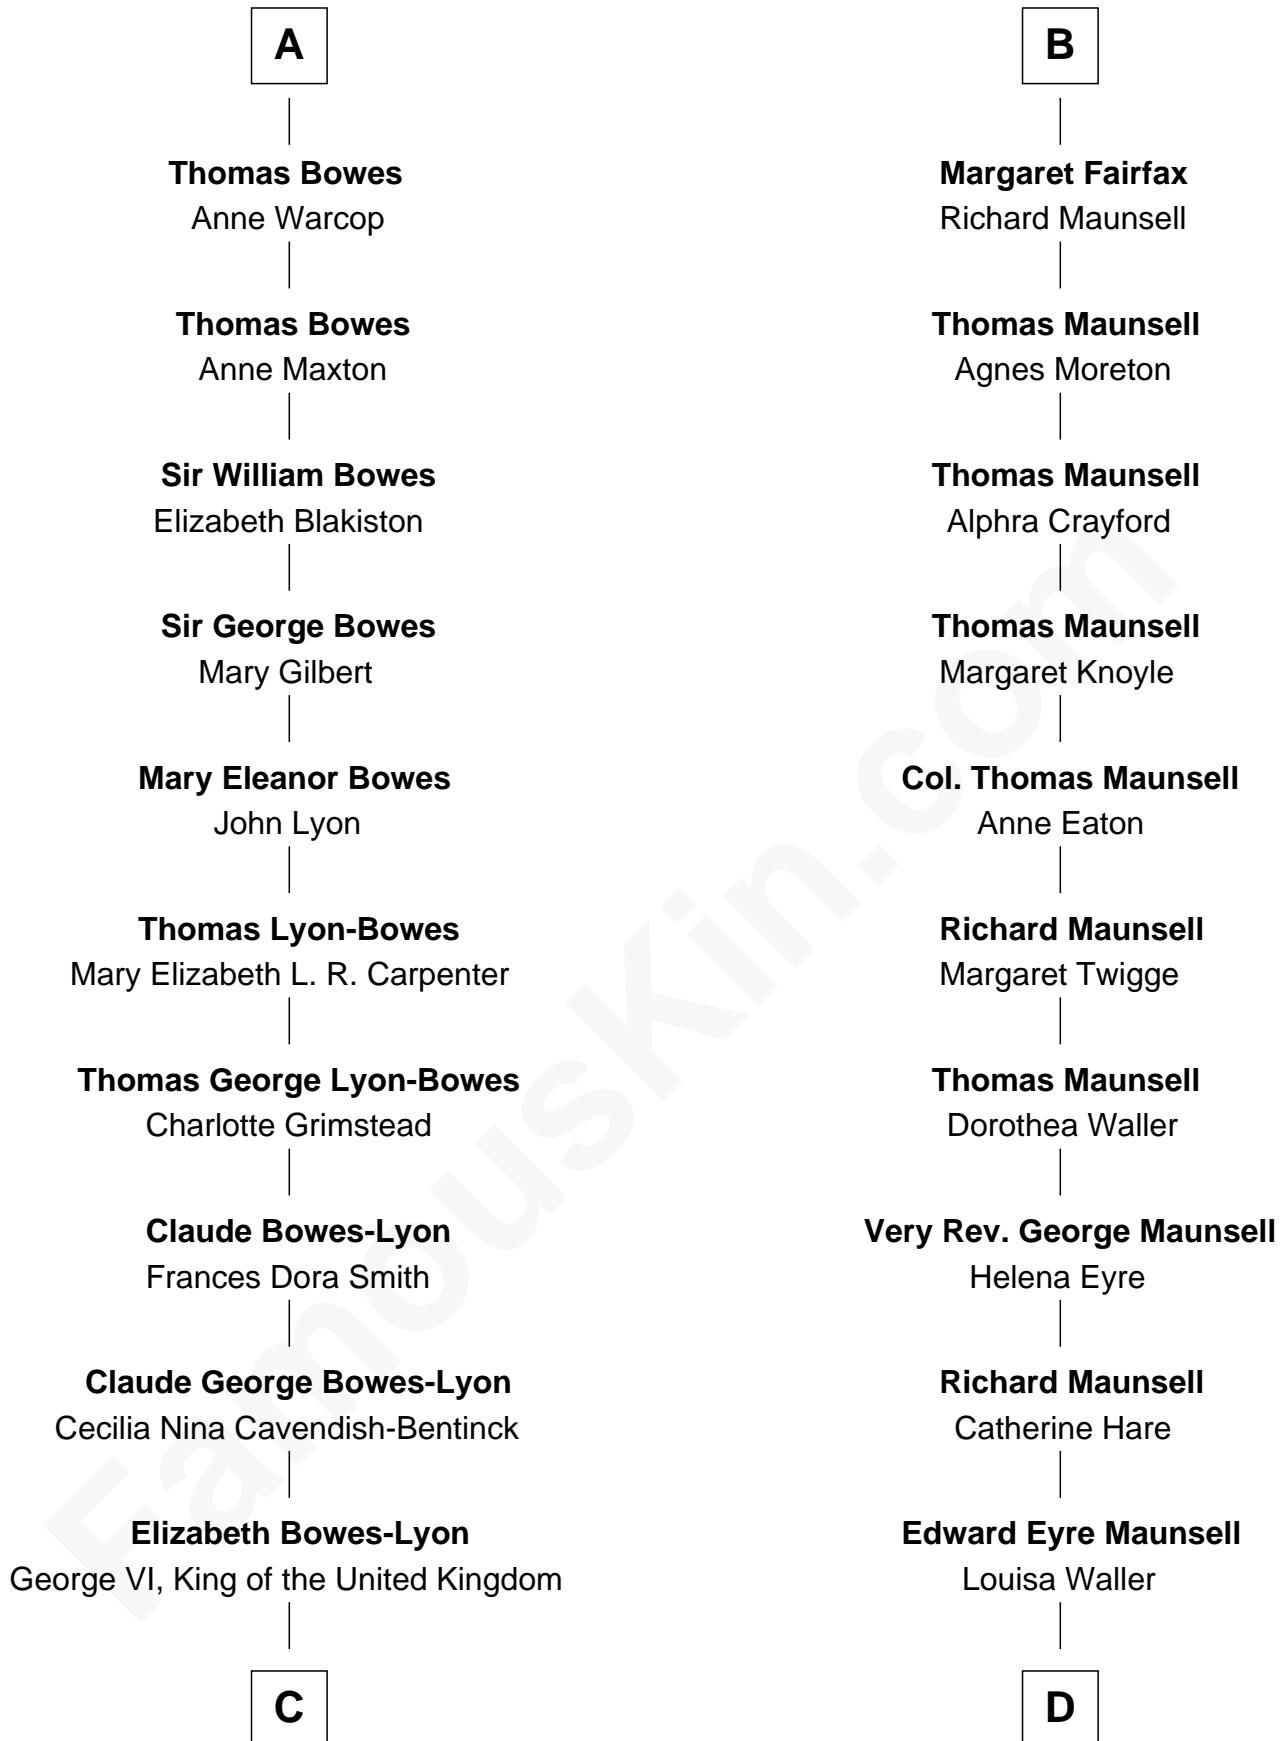 A
Thomas Bowes
Anne Warcop
Thomas Bowes
Anne Maxton
Sir William Bowes
Elizabeth Blakiston
Sir George Bowes
Mary Gilbert
Mary Eleanor Bowes
John Lyon
Thomas Lyon-Bowes
Mary Elizabeth L. R. Carpenter
Thomas George Lyon-Bowes
Charlotte Grimstead
Claude Bowes-Lyon
Frances Dora Smith
Claude George Bowes-Lyon
Cecilia Nina Cavendish-Bentinck
Elizabeth Bowes-Lyon
George VI, King of the United Kingdom
C
B
Margaret Fairfax
Richard Maunsell
Thomas Maunsell
Agnes Moreton
Thomas Maunsell
Alphra Crayford
Thomas Maunsell
Margaret Knoyle
Col. Thomas Maunsell
Anne Eaton
Richard Maunsell
Margaret Twigge
Thomas Maunsell
Dorothea Waller
Very Rev. George Maunsell
Helena Eyre
Richard Maunsell
Catherine Hare
Edward Eyre Maunsell
Louisa Waller
D
FamousKin.com